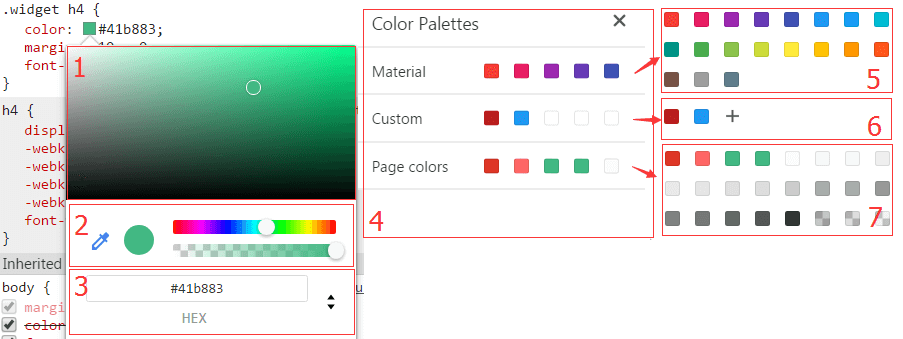 .widget h4 {
color: #41b883;
margi
font-
}
h4 {
displ
-webk
-webk
-webk
-webk
font-
}
Inherited
body {
margi
color
1
2
3
#41b883
HEX
Color Palettes ×
Material
Custom
Page colors
4
5
+
6
7